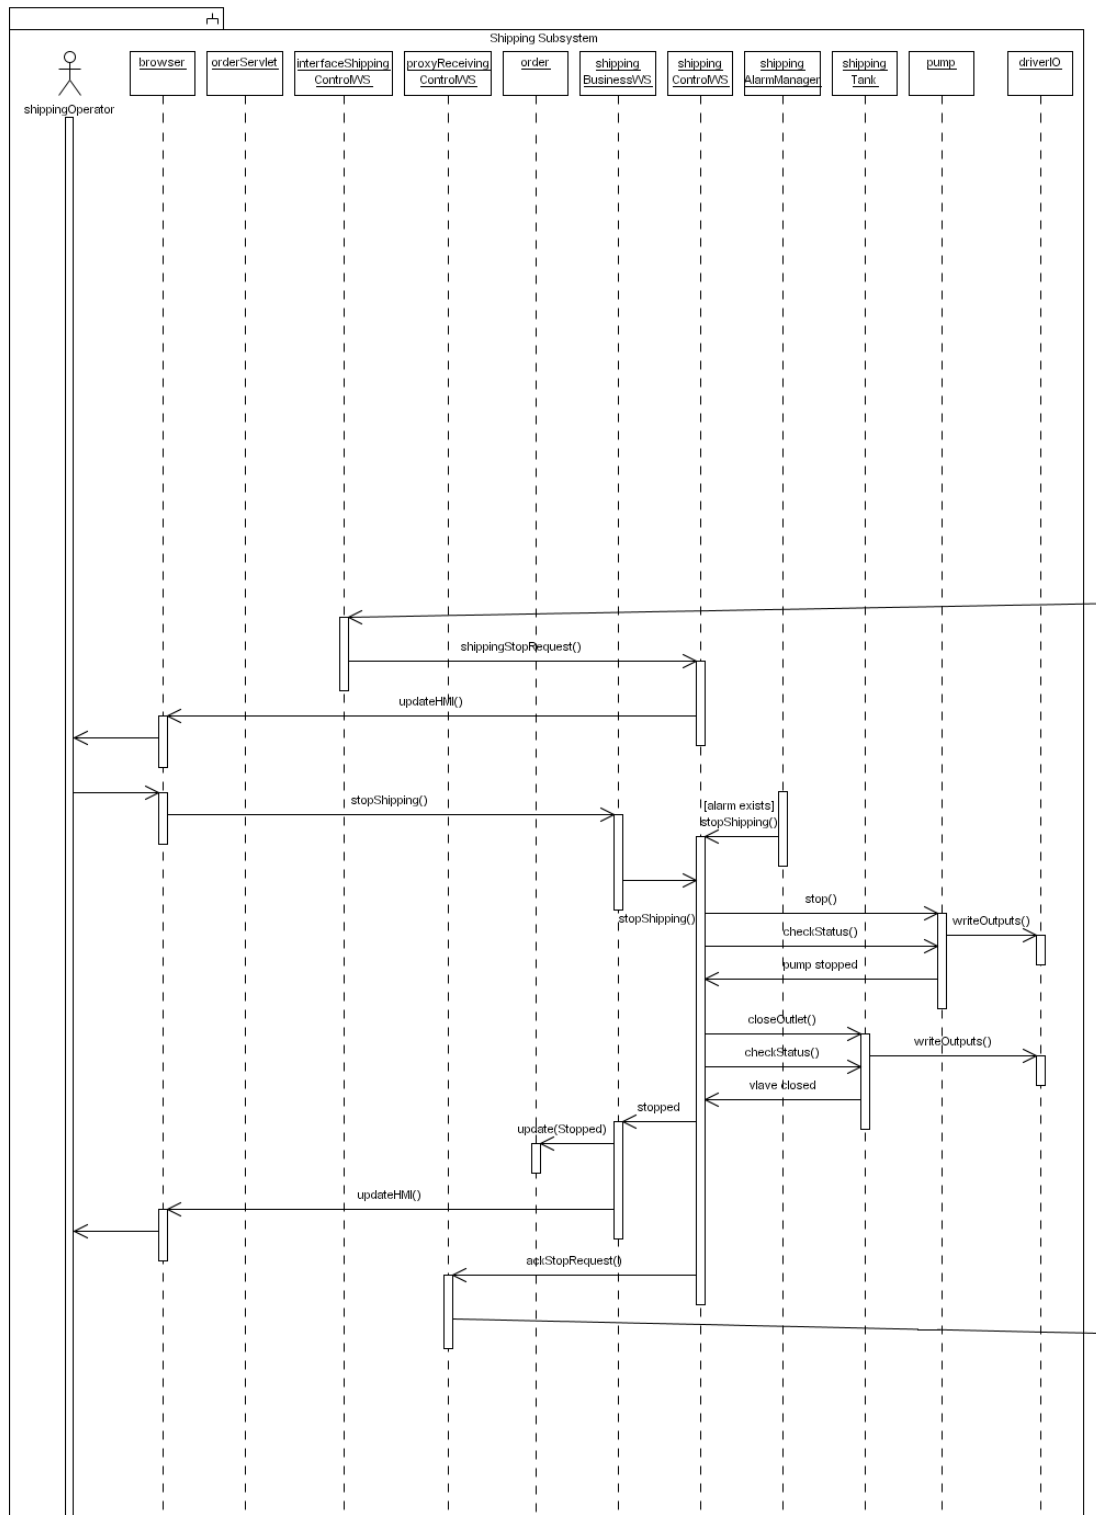 Shipping Subsystem
shippingOperator
browser
orderServlet
interfaceShipping
ControlWS
proxyReceiving
ControlWS
order
shipping
BusinessWS
shipping
ControlWS
shipping
AlarmManager
shipping
Tank
pump
driverIO
shippingStopRequest()
updateHMI()
stopShipping()
[alarm exists]
stopShipping()
stopShipping()
stop()
writeOutputs()
checkStatus()
pump stopped
closeOutlet()
writeOutputs()
checkStatus()
vlave closed
stopped
update(Stopped)
updateHMI()
ackStopRequest()